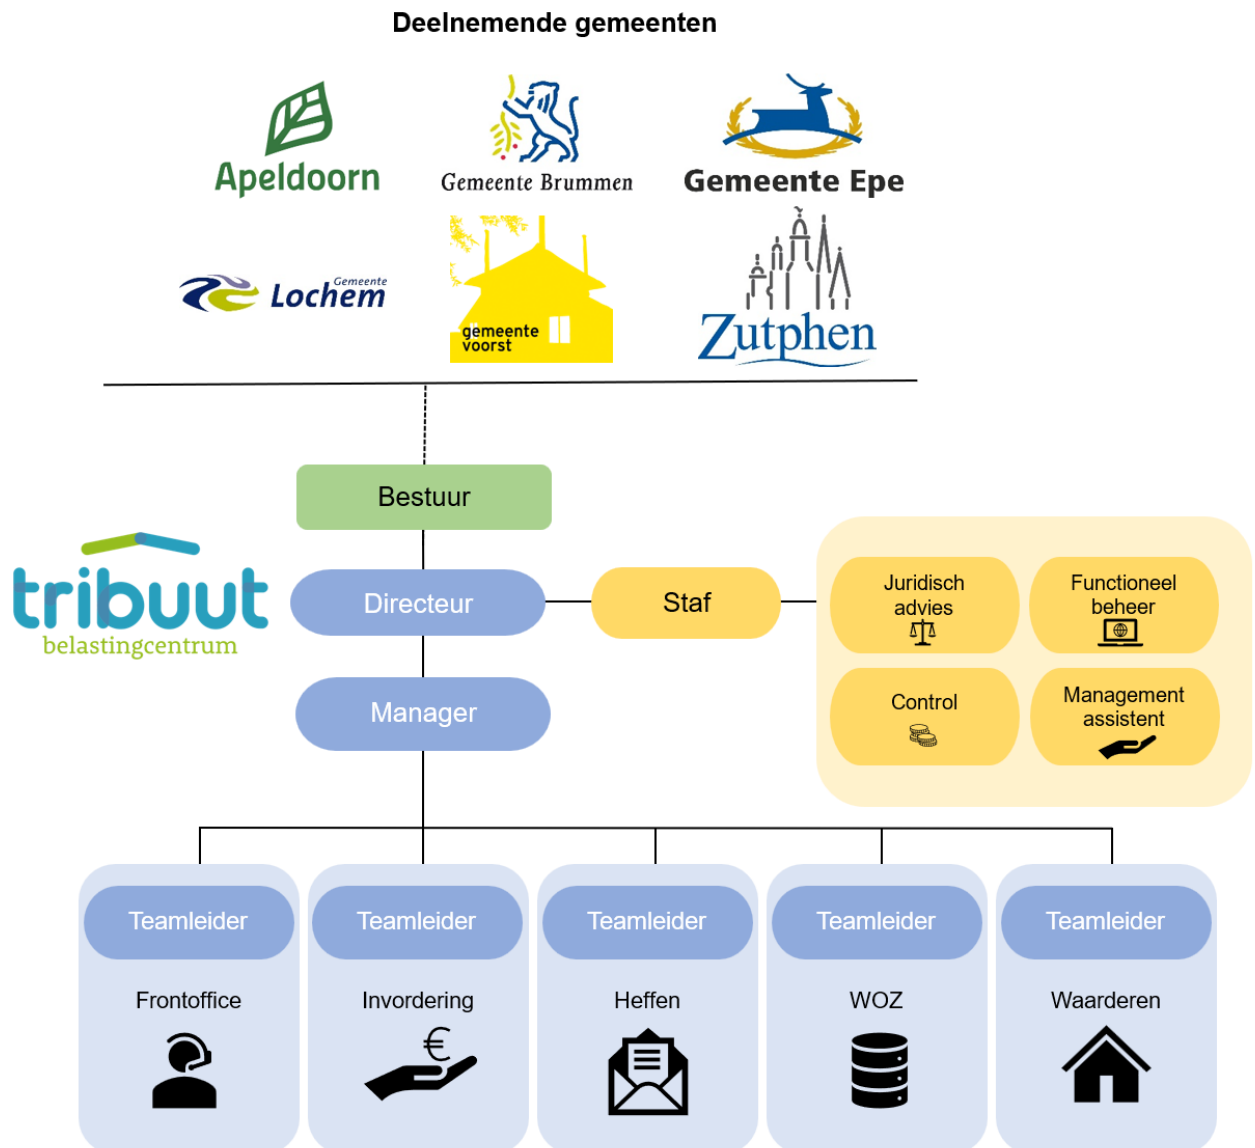 Deelnemende gemeenten
Apeldoorn
Gemeente Brummen
Gemeente Epe
Gemeente
Lochem
gemeente
voorst
Zutphen
Bestuur
tribuut
belastingcentrum
Directeur
Staf
Juridisch
advies
Functioneel
beheer
Manager
Control
Management
assistent
Teamleider
Teamleider
Teamleider
Teamleider
Teamleider
Frontoffice
Invordering
Heffen
WOZ
Waarderen
€